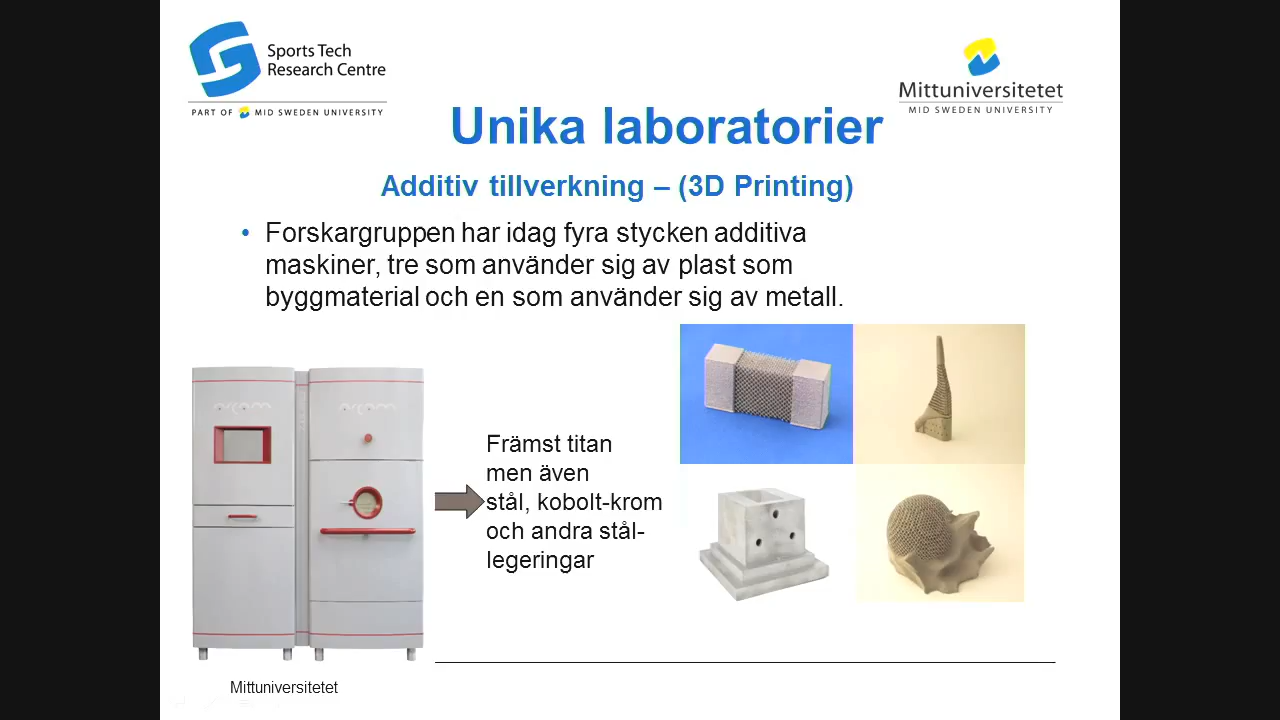 Sports Tech
Research Centre
PART OF MID SWEDEN UNIVERSITY
Mittuniversitetet
MID SWEDEN UNIVERSITY
Unika laboratorier
Additiv tillverkning – (3D Printing)
• Forskargruppen har idag fyra stycken additiva
maskiner, tre som använder sig av plast som
byggmaterial och en som använder sig av metall.
arcam
arcam
Främst titan
men även
stål, kobolt-krom
och andra stål-
legeringar
Mittuniversitetet